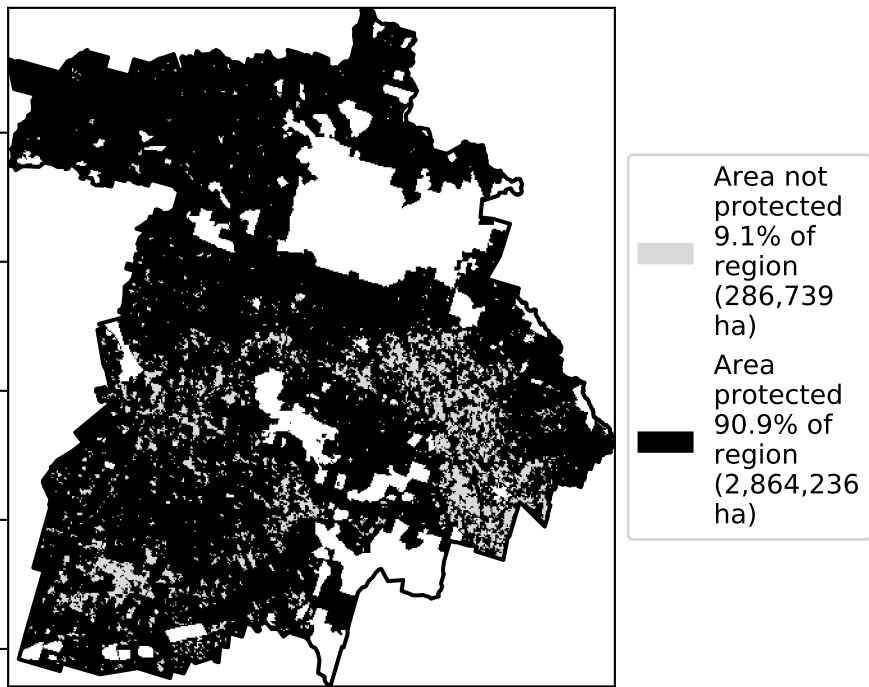 Area not
protected
9.1% of
region
(286,739
ha)
Area
protected
90.9% of
region
(2,864,236
ha)